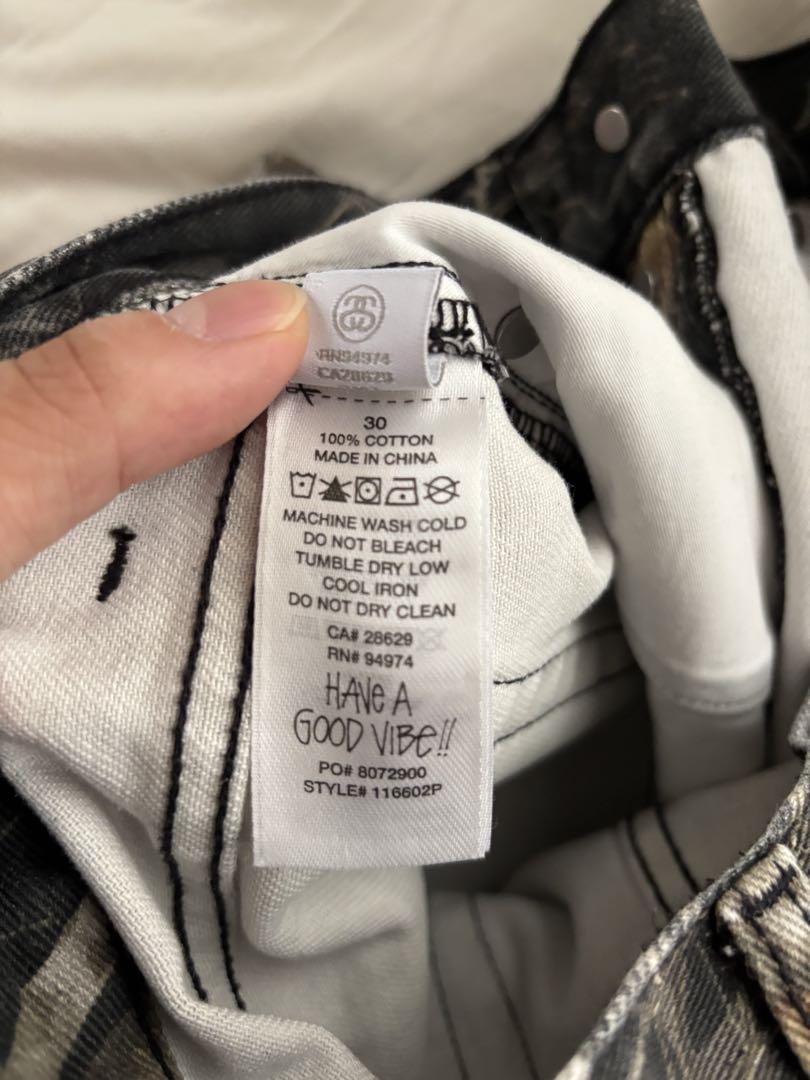 RN94974
CA28629
30
100% COTTON
MADE IN CHINA
MACHINE WASH COLD
DO NOT BLEACH
TUMBLE DRY LOW
COOL IRON
DO NOT DRY CLEAN
CA# 28629
RN# 94974
HAVE A
GOOD VIBE!!
PO# 8072900
STYLE# 116602P